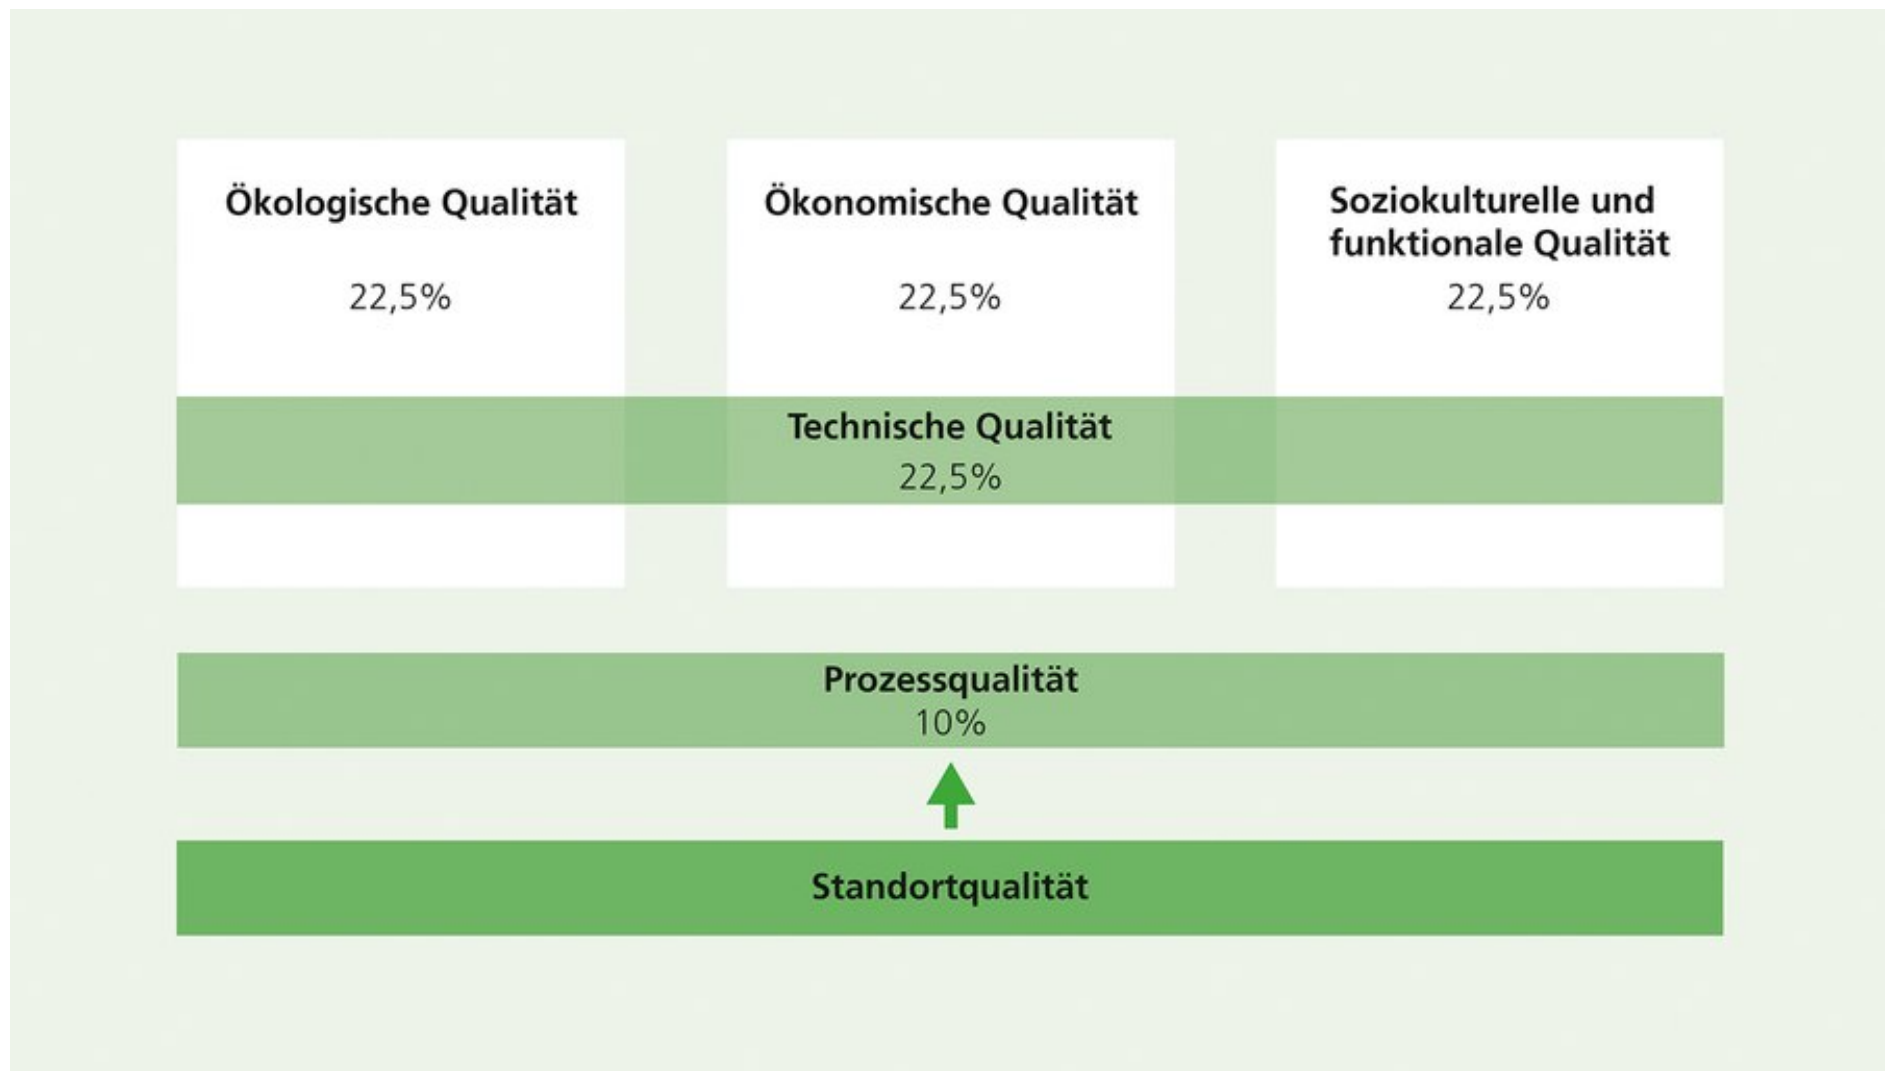 Ökologische Qualität
22,5%
Ökonomische Qualität
22,5%
Soziokulturelle und
funktionale Qualität
22,5%
Technische Qualität
22,5%
Prozessqualität
10%
Standortqualität